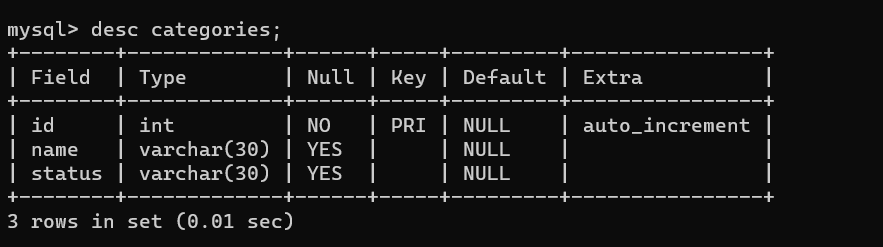 mysql> desc categories;
+--------+-------------+------+-----+---------+----------------+
| Field  | Type        | Null | Key | Default | Extra          |
+--------+-------------+------+-----+---------+----------------+
| id     | int         | NO   | PRI | NULL    | auto_increment |
| name   | varchar(30) | YES  |     | NULL    |                |
| status | varchar(30) | YES  |     | NULL    |                |
+--------+-------------+------+-----+---------+----------------+
3 rows in set (0.01 sec)